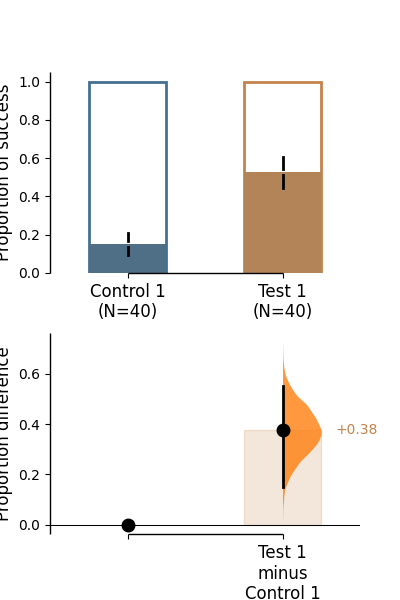 Proportion of success
1.0
0.8
0.6
0.4
0.2
0.0
Control 1
(N=40)
Test 1
(N=40)
Proportion difference
0.6
0.4
0.2
0.0
+0.38
Test 1
minus
Control 1